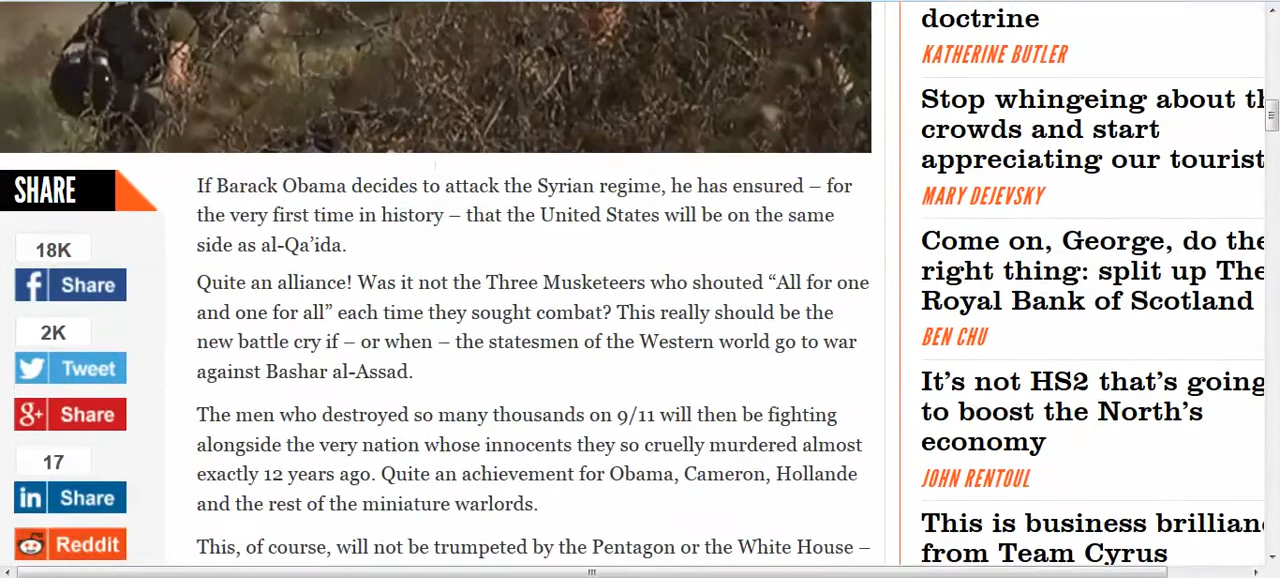 SHARE
18K
Share
2K
Tweet
g+ Share
17
in Share
Reddit
If Barack Obama decides to attack the Syrian regime, he has ensured – for
the very first time in history – that the United States will be on the same
side as al-Qa’ida.
Quite an alliance! Was it not the Three Musketeers who shouted “All for one
and one for all” each time they sought combat? This really should be the
new battle cry if – or when – the statesmen of the Western world go to war
against Bashar al-Assad.
The men who destroyed so many thousands on 9/11 will then be fighting
alongside the very nation whose innocents they so cruelly murdered almost
exactly 12 years ago. Quite an achievement for Obama, Cameron, Hollande
and the rest of the miniature warlords.
This, of course, will not be trumpeted by the Pentagon or the White House –
doctrine
KATHERINE BUTLER
Stop whingeing about th
crowds and start
appreciating our tourist
MARY DEJEVSKY
Come on, George, do the
right thing: split up The
Royal Bank of Scotland
BEN CHU
It’s not HS2 that’s going
to boost the North’s
economy
JOHN RENTOUL
This is business brillian
from Team Cyrus